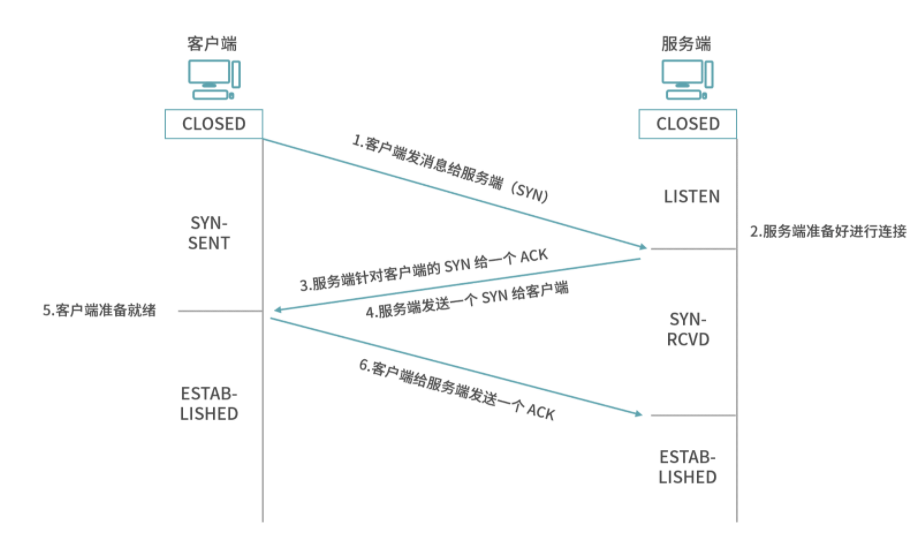 客户端
服务端
CLOSED
CLOSED
1.客户端发消息给服务端（SYN）
LISTEN
SYN-
SENT
2.服务端准备好进行连接
3.服务端针对客户端的 SYN 给一个 ACK
4.服务端发送一个 SYN 给客户端
5.客户端准备就绪
SYN-
RCVD
6.客户端给服务端发送一个 ACK
ESTAB-
LISHED
ESTAB-
LISHED